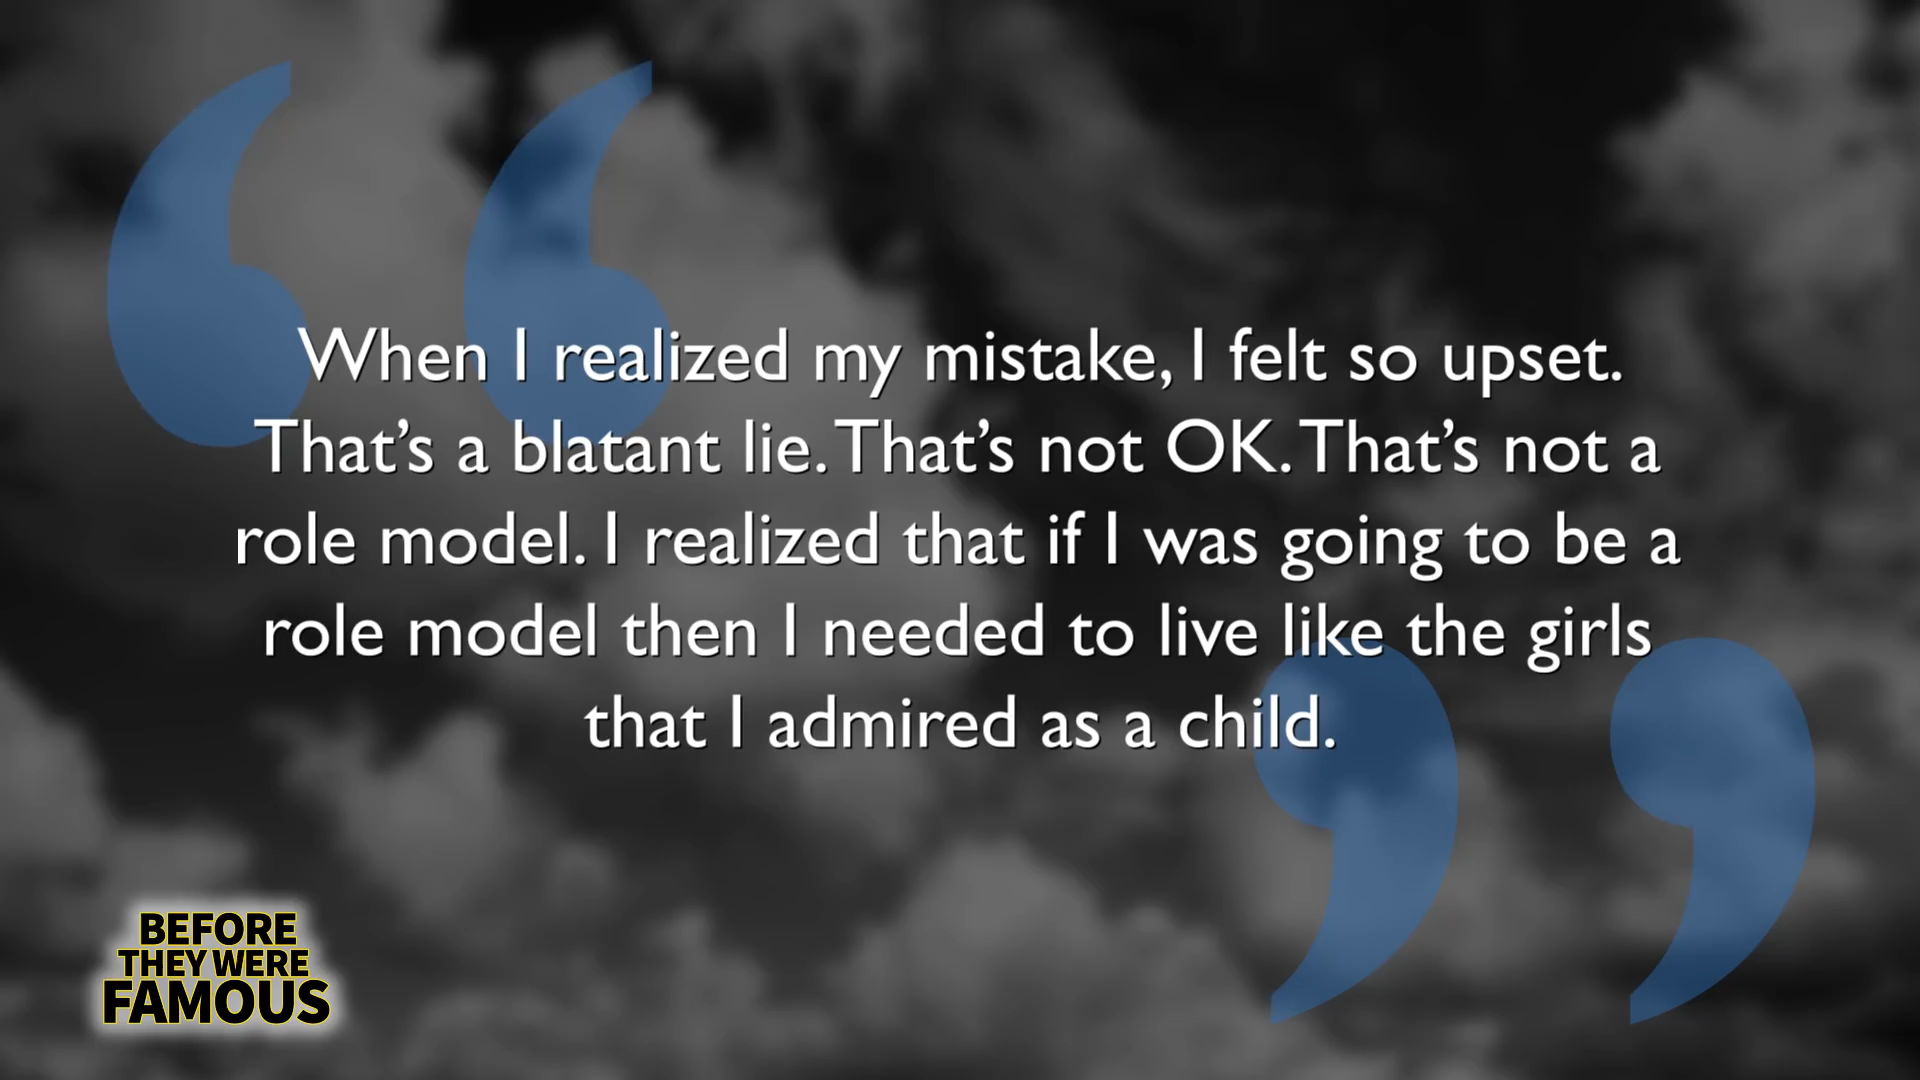 When I realized my mistake, I felt so upset.
That’s a blatant lie. That’s not OK. That’s not a
role model. I realized that if I was going to be a
role model then I needed to live like the girls
that I admired as a child.
BEFORE
THEY WERE
FAMOUS